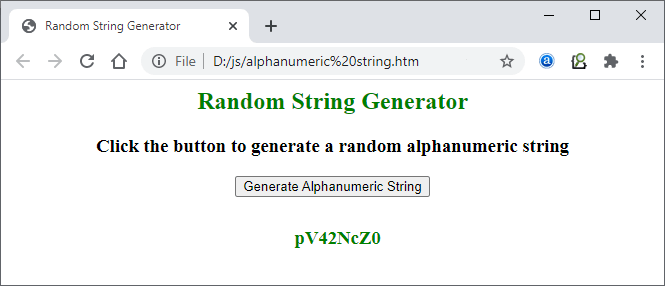 Random String Generator
File D:/js/alphanumeric%20string.htm
Random String Generator
Click the button to generate a random alphanumeric string
Generate Alphanumeric String
pV42NcZ0